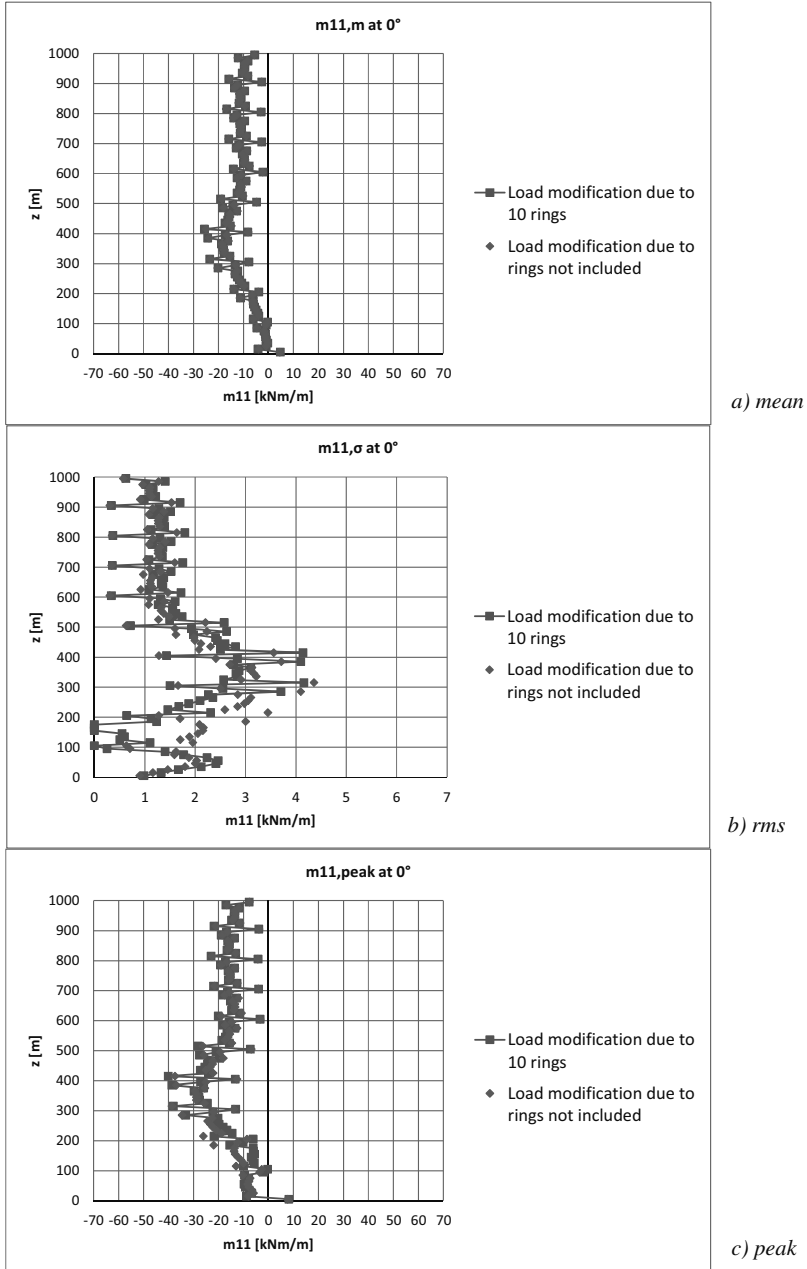 m11,m at 0°
1000
900
800
700
600
500
400
300
200
100
0
z [m]
-70 -60 -50 -40 -30 -20 -10 0 10 20 30 40 50 60 70
m11 [kNm/m]
Load modification due to
10 rings
Load modification due to
rings not included
a) mean
m11,σ at 0°
1000
900
800
700
600
500
400
300
200
100
0
z [m]
0 1 2 3 4 5 6 7
m11 [kNm/m]
Load modification due to
10 rings
Load modification due to
rings not included
b) rms
m11,peak at 0°
1000
900
800
700
600
500
400
300
200
100
0
z [m]
-70 -60 -50 -40 -30 -20 -10 0 10 20 30 40 50 60 70
m11 [kNm/m]
Load modification due to
10 rings
Load modification due to
rings not included
c) peak